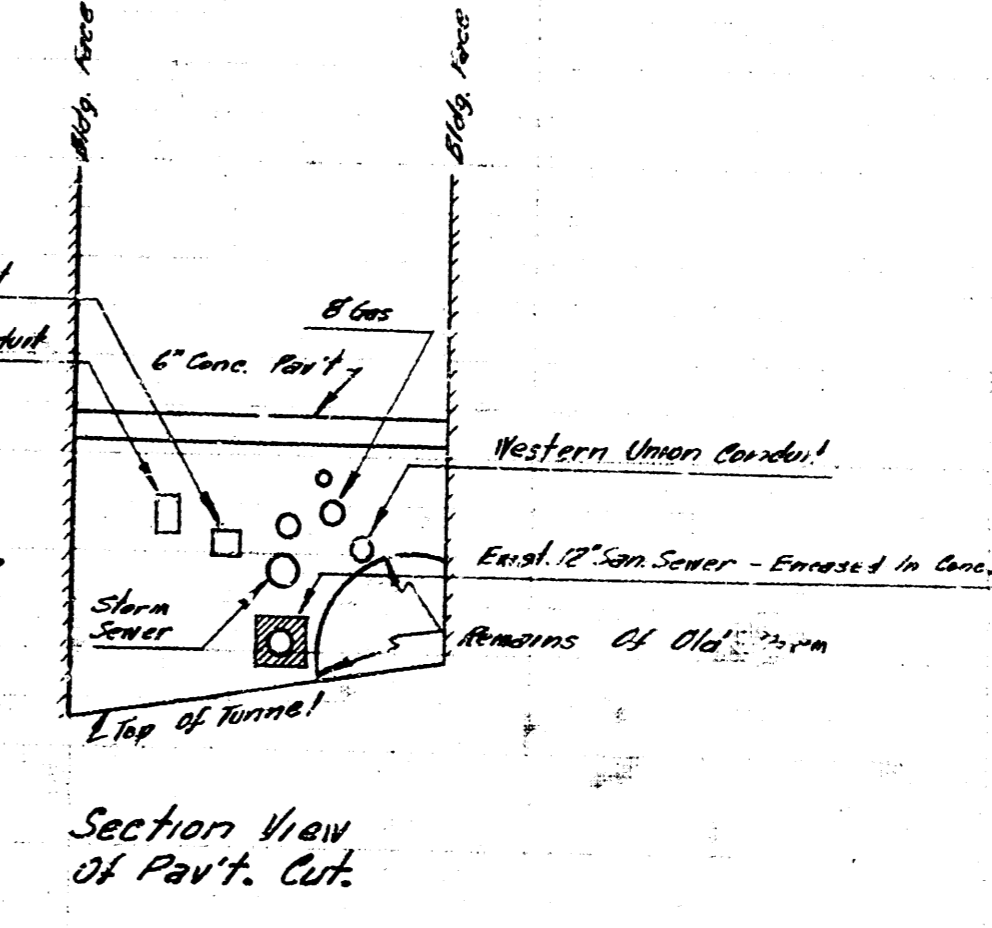 Bldg. Face
Bldg. Face
8" Gas
6" Conc. Pav't
Western Union Conduit
Exist. 12" San. Sewer - Encased In Conc.
Storm
Sewer
Remains Of Old
Top of Tunnel
Section View
Of Pav't. Cut.